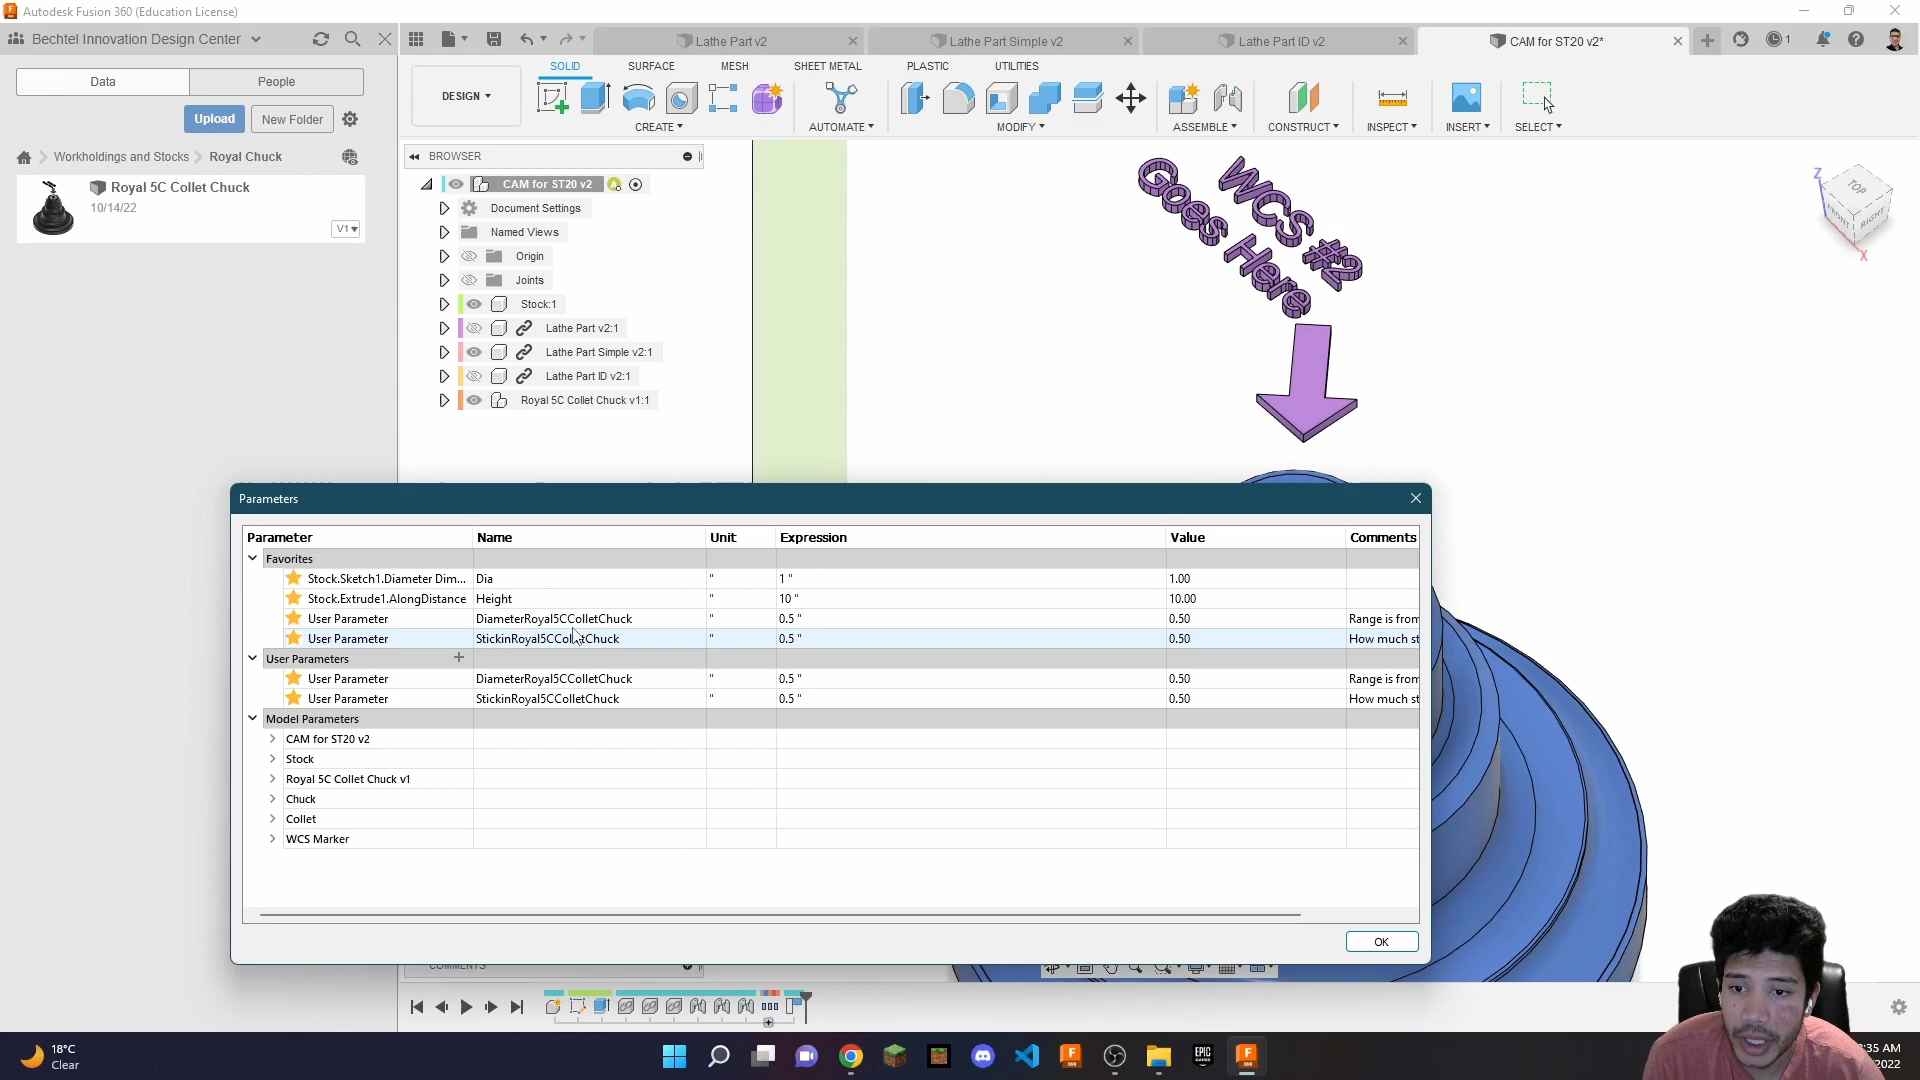 Autodesk Fusion 360 (Education License)
Bechtel Innovation Design Center
Lathe Part v2
Lathe Part Simple v2
Lathe Part ID v2
CAM for ST20 v2*
1
Data
People
Upload
New Folder
Workholdings and Stocks
Royal Chuck
Royal 5C Collet Chuck
10/14/22
V1
DESIGN
SOLID
SURFACE
MESH
SHEET METAL
PLASTIC
UTILITIES
CREATE
AUTOMATE
MODIFY
ASSEMBLE
CONSTRUCT
INSPECT
INSERT
SELECT
BROWSER
CAM for ST20 v2
Document Settings
Named Views
Origin
Joints
Stock:1
Lathe Part v2:1
Lathe Part Simple v2:1
Lathe Part ID v2:1
Royal 5C Collet Chuck v1:1
WCS #2
Goes Here
Z
TOP
FRONT
RIGHT
X
Parameters
Parameter Name Unit Expression Value Comments
Favorites
Stock.Sketch1.Diameter Dim... Dia " 1 " 1.00
Stock.Extrude1.AlongDistance Height " 10 " 10.00
User Parameter DiameterRoyal5CColletChuck " 0.5 " 0.50 Range is from
User Parameter StickinRoyal5CColletChuck " 0.5 " 0.50 How much st
User Parameters +
User Parameter DiameterRoyal5CColletChuck " 0.5 " 0.50 Range is from
User Parameter StickinRoyal5CColletChuck " 0.5 " 0.50 How much st
Model Parameters
CAM for ST20 v2
Stock
Royal 5C Collet Chuck v1
Chuck
Collet
WCS Marker
OK
COMMENTS
18°C
Clear
EPIC
GAMES
:35 AM
2022